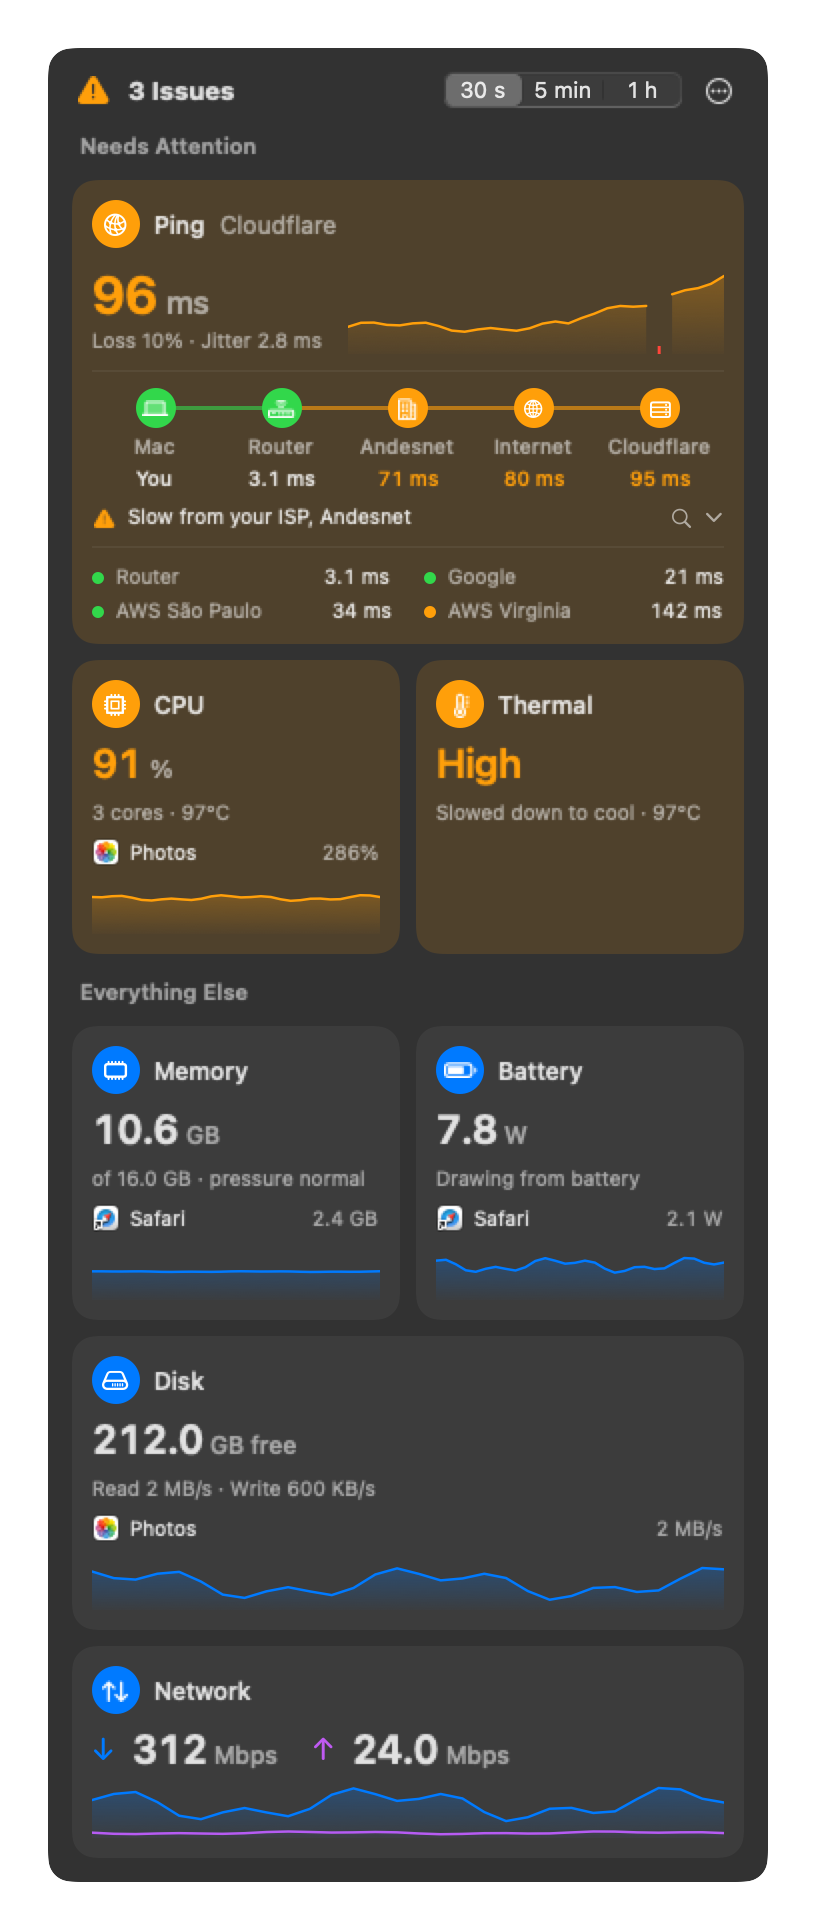 3 Issues
30 s 5 min 1 h
Needs Attention
Ping Cloudflare
96 ms
Loss 10% · Jitter 2.8 ms
Mac Router Andesnet Internet Cloudflare
You 3.1 ms 71 ms 80 ms 95 ms
Slow from your ISP, Andesnet
Router 3.1 ms Google 21 ms
AWS São Paulo 34 ms AWS Virginia 142 ms
CPU
91 %
3 cores · 97°C
Photos 286%
Thermal
High
Slowed down to cool · 97°C
Everything Else
Memory
10.6 GB
of 16.0 GB · pressure normal
Safari 2.4 GB
Battery
7.8 W
Drawing from battery
Safari 2.1 W
Disk
212.0 GB free
Read 2 MB/s · Write 600 KB/s
Photos 2 MB/s
Network
↓ 312 Mbps ↑ 24.0 Mbps